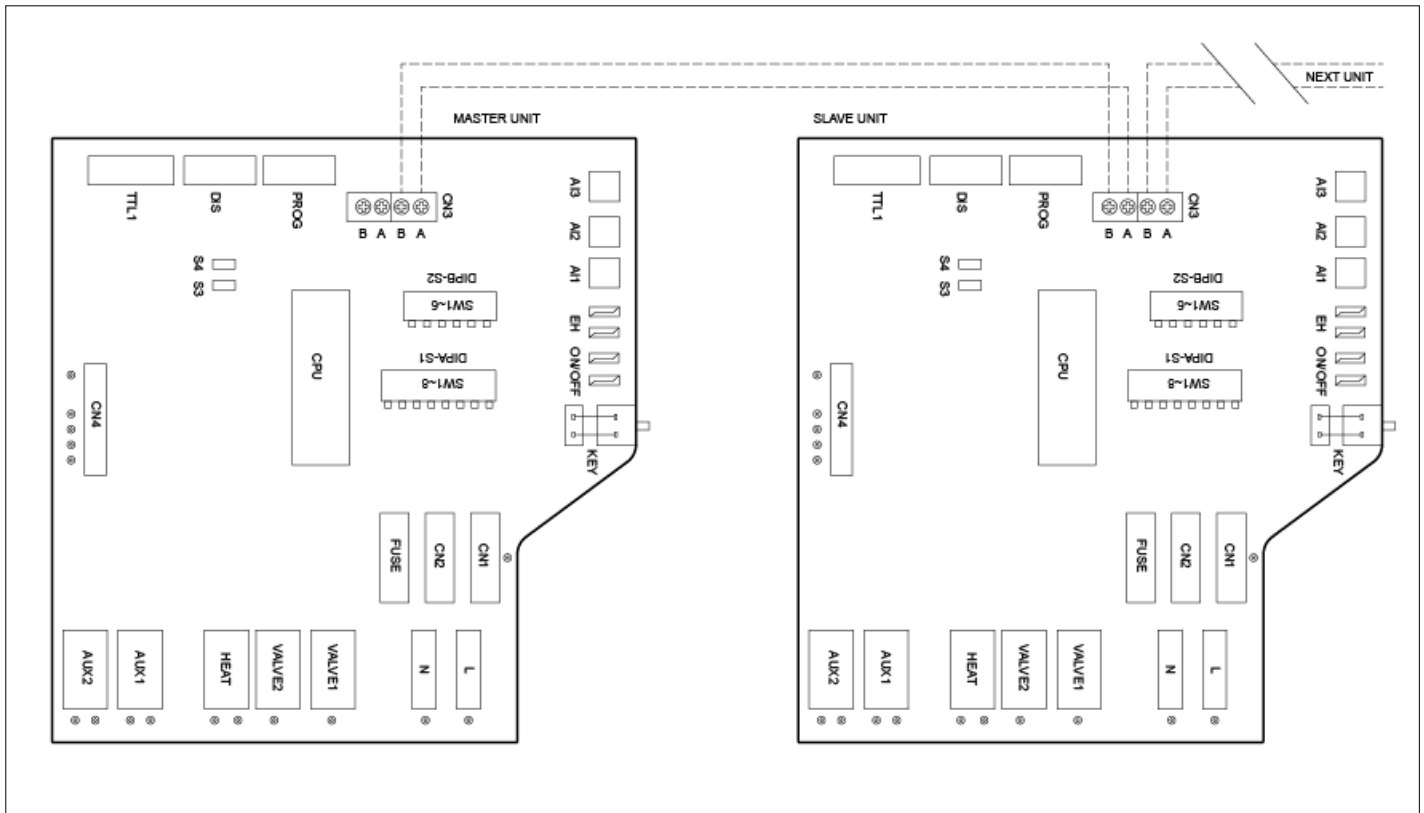 NEXT UNIT
MASTER UNIT
SLAVE UNIT
TTL1
DIS
PROG
CN3
B A B A
AI3
AI2
AI1
S4
S3
DIPB-S2
SW1~6
DIPA-S1
SW1~8
EH
ON/OFF
KEY
CPU
CN4
FUSE
CN2
CN1
AUX2
AUX1
HEAT
VALVE2
VALVE1
N
L
TTL1
DIS
PROG
CN3
B A B A
AI3
AI2
AI1
S4
S3
DIPB-S2
SW1~6
DIPA-S1
SW1~8
EH
ON/OFF
KEY
CPU
CN4
FUSE
CN2
CN1
AUX2
AUX1
HEAT
VALVE2
VALVE1
N
L